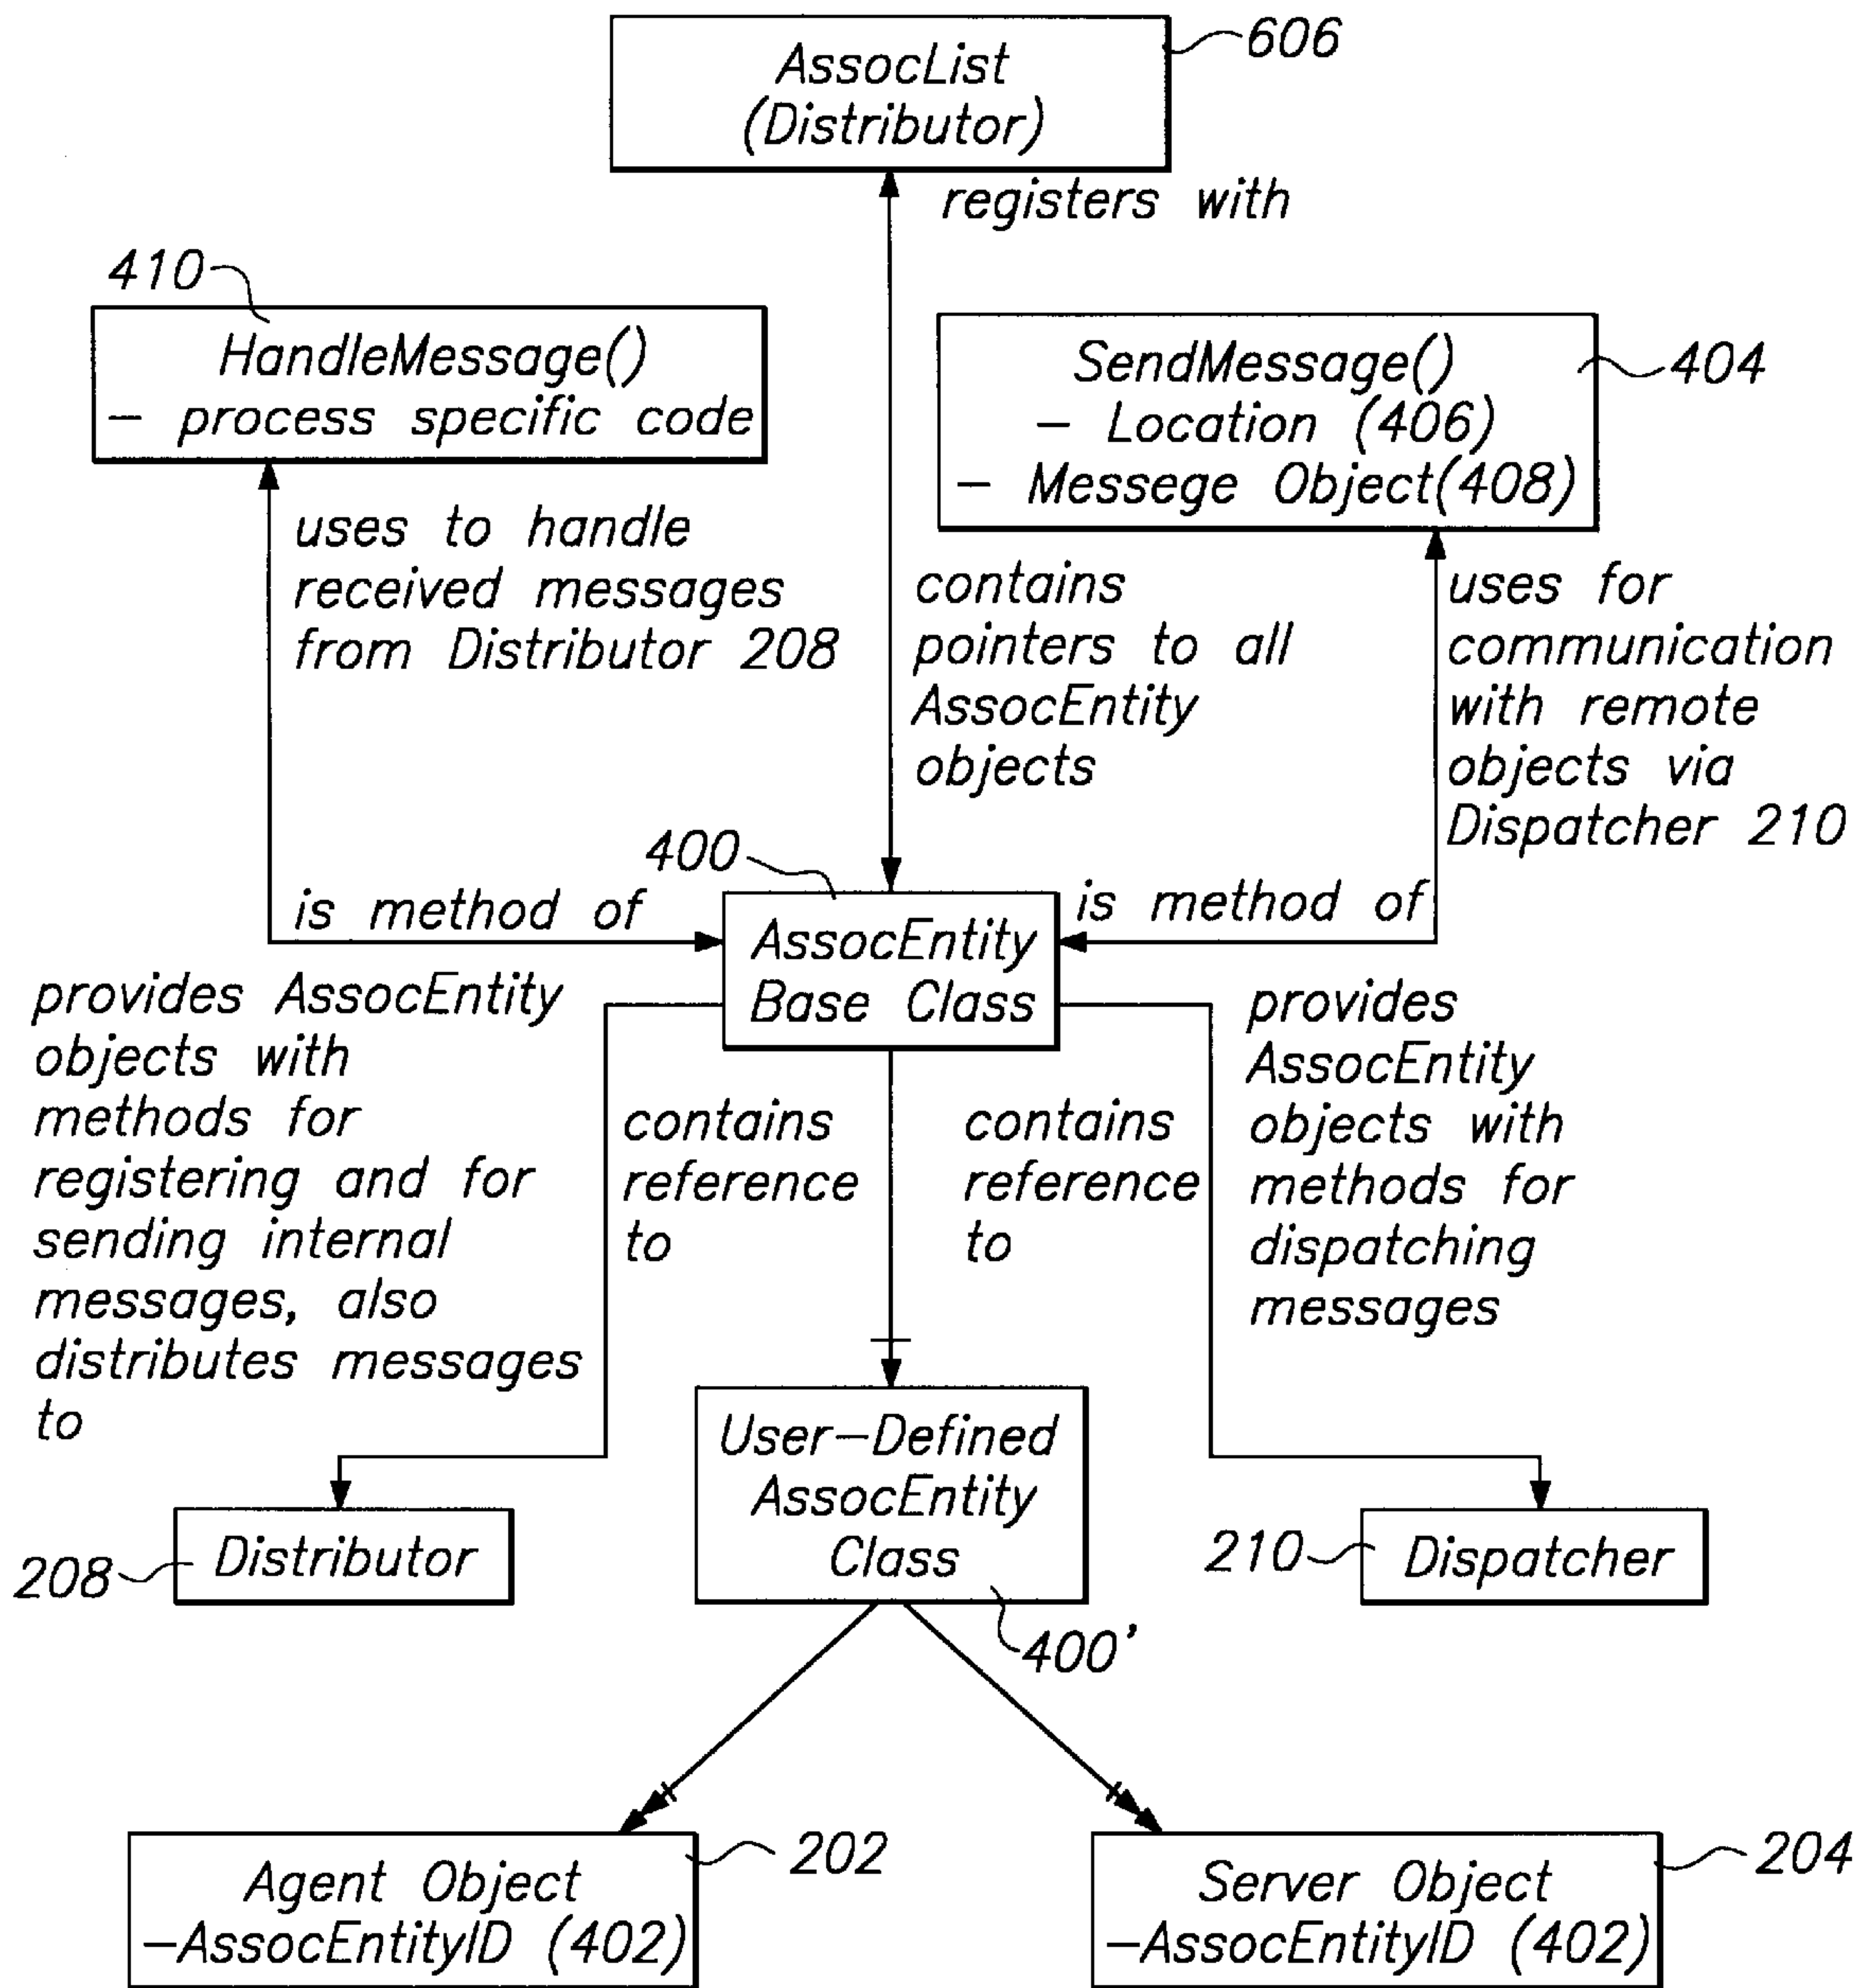 606
AssocList
(Distributor)
registers with
410
HandleMessage()
- process specific code
SendMessage()
- Location (406)
- Messege Object(408)
404
uses to handle
received messages
from Distributor 208
contains
pointers to all
AssocEntity
objects
uses for
communication
with remote
objects via
Dispatcher 210
400
is method of
is method of
AssocEntity
Base Class
provides AssocEntity
objects with
methods for
registering and for
sending internal
messages, also
distributes messages
to
contains
reference
to
contains
reference
to
provides
AssocEntity
objects with
methods for
dispatching
messages
208
Distributor
User-Defined
AssocEntity
Class
400'
210
Dispatcher
Agent Object
-AssocEntityID (402)
202
Server Object
-AssocEntityID (402)
204